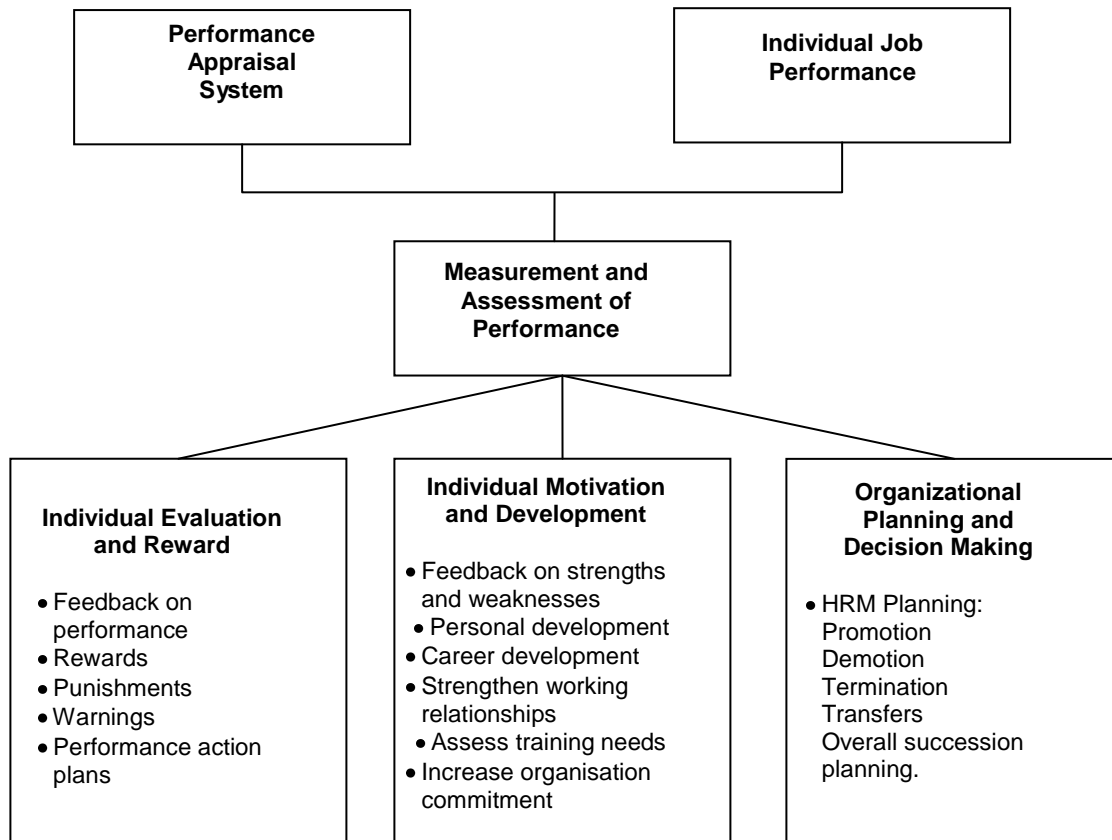 Performance
Appraisal
System
Individual Job
Performance
Measurement and
Assessment of
Performance
Individual Evaluation
and Reward
• Feedback on
performance
• Rewards
• Punishments
• Warnings
• Performance action
plans
Individual Motivation
and Development
• Feedback on strengths
and weaknesses
• Personal development
• Career development
• Strengthen working
relationships
• Assess training needs
• Increase organisation
commitment
Organizational
Planning and
Decision Making
• HRM Planning:
Promotion
Demotion
Termination
Transfers
Overall succession
planning.